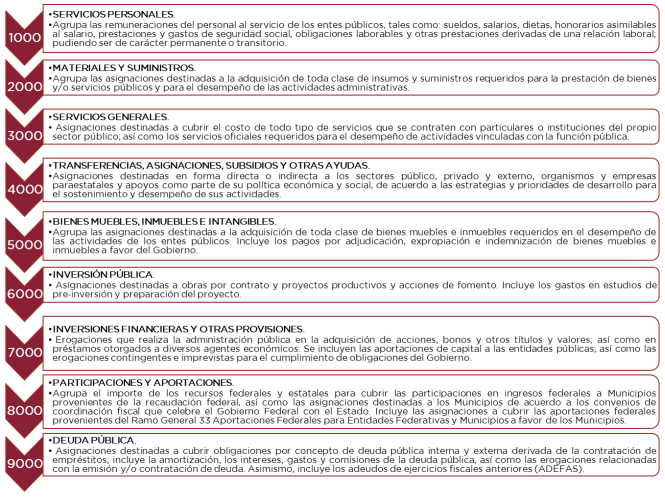 1000
•SERVICIOS PERSONALES.
•Agrupa las remuneraciones del personal al servicio de los entes públicos, tales como: sueldos, salarios, dietas, honorarios asimilables
al salario, prestaciones y gastos de seguridad social, obligaciones laborales y otras prestaciones derivadas de una relación laboral;
pudiendo ser de carácter permanente o transitorio.
2000
•MATERIALES Y SUMINISTROS.
•Agrupa las asignaciones destinadas a la adquisición de toda clase de insumos y suministros requeridos para la prestación de bienes
y/o servicios públicos y para el desempeño de las actividades administrativas.
3000
•SERVICIOS GENERALES.
• Asignaciones destinadas a cubrir el costo de todo tipo de servicios que se contraten con particulares o instituciones del propio
sector público; así como los servicios oficiales requeridos para el desempeño de actividades vinculadas con la función pública.
4000
•TRANSFERENCIAS, ASIGNACIONES, SUBSIDIOS Y OTRAS AYUDAS.
•Asignaciones destinadas en forma directa o indirecta a los sectores público, privado y externo, organismos y empresas
paraestatales y apoyos como parte de su política económica y social, de acuerdo a las estrategias y prioridades de desarrollo para
el sostenimiento y desempeño de sus actividades.
5000
•BIENES MUEBLES, INMUEBLES E INTANGIBLES.
•Agrupa las asignaciones destinadas a la adquisición de toda clase de bienes muebles e inmuebles requeridos en el desempeño de
las actividades de los entes públicos. Incluye los pagos por adjudicación, expropiación e indemnización de bienes muebles e
inmuebles a favor del Gobierno.
6000
•INVERSIÓN PÚBLICA.
• Asignaciones destinadas a obras por contrato y proyectos productivos y acciones de fomento. Incluye los gastos en estudios de
pre-inversión y preparación del proyecto.
7000
•INVERSIONES FINANCIERAS Y OTRAS PROVISIONES.
• Erogaciones que realiza la administración pública en la adquisición de acciones, bonos y otros títulos y valores; así como en
préstamos otorgados a diversos agentes económicos. Se incluyen las aportaciones de capital a las entidades públicas; así como las
erogaciones contingentes e imprevistas para el cumplimiento de obligaciones del Gobierno.
8000
•PARTICIPACIONES Y APORTACIONES.
•Agrupa el importe de los recursos federales y estatales para cubrir las participaciones en ingresos federales a Municipios
provenientes de la recaudación federal, así como las asignaciones destinadas a los Municipios de acuerdo a los convenios de
coordinación fiscal que celebre el Gobierno Federal con el Estado. Incluye las asignaciones a cubrir las aportaciones federales
provenientes del Ramo General 33 Aportaciones Federales para Entidades Federativas y Municipios a favor de los Municipios.
9000
•DEUDA PÚBLICA.
• Asignaciones destinadas a cubrir obligaciones por concepto de deuda pública interna y externa derivada de la contratación de
empréstitos; incluye la amortización, los intereses, gastos y comisiones de la deuda pública, así como las erogaciones relacionadas
con la emisión y/o contratación de deuda. Asimismo, incluye los adeudos de ejercicios fiscales anteriores (ADEFAS).